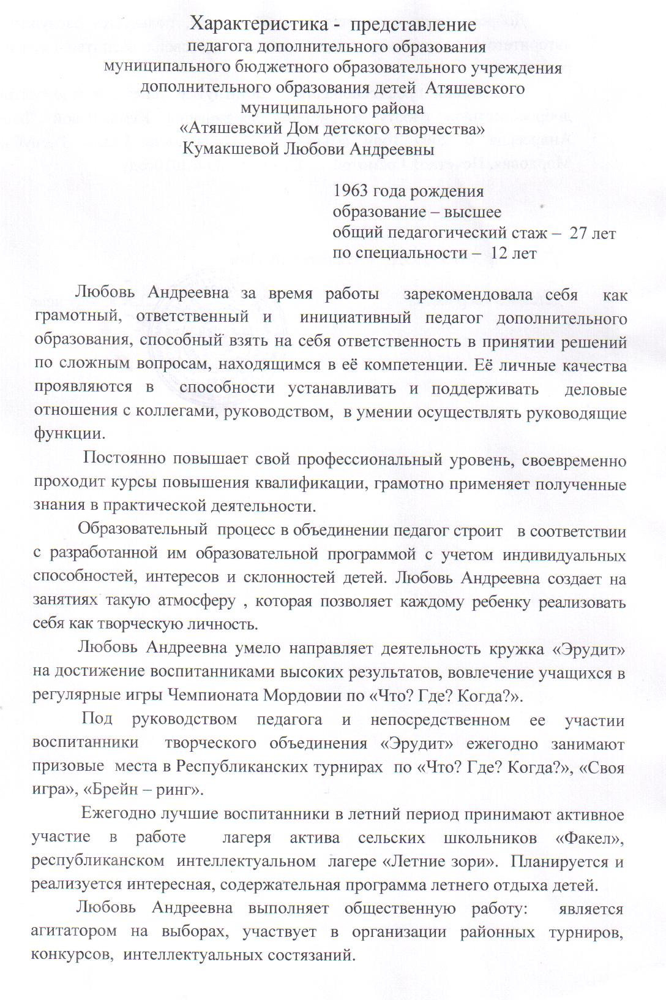 Характеристика - представление
педагога дополнительного образования
муниципального бюджетного образовательного учреждения
дополнительного образования детей Атяшевского
муниципального района
«Атяшевский Дом детского творчества»
Кумакшевой Любови Андреевны
1963 года рождения
образование – высшее
общий педагогический стаж – 27 лет
по специальности – 12 лет
Любовь Андреевна за время работы зарекомендовала себя как
грамотный, ответственный и инициативный педагог дополнительного
образования, способный взять на себя ответственность в принятии решений
по сложным вопросам, находящимся в её компетенции. Её личные качества
проявляются в способности устанавливать и поддерживать деловые
отношения с коллегами, руководством, в умении осуществлять руководящие
функции.
Постоянно повышает свой профессиональный уровень, своевременно
проходит курсы повышения квалификации, грамотно применяет полученные
знания в практической деятельности.
Образовательный процесс в объединении педагог строит в соответствии
с разработанной им образовательной программой с учетом индивидуальных
способностей, интересов и склонностей детей. Любовь Андреевна создает на
занятиях такую атмосферу , которая позволяет каждому ребенку реализовать
себя как творческую личность.
Любовь Андреевна умело направляет деятельность кружка «Эрудит»
на достижение воспитанниками высоких результатов, вовлечение учащихся в
регулярные игры Чемпионата Мордовии по «Что? Где? Когда?».
Под руководством педагога и непосредственном ее участии
воспитанники творческого объединения «Эрудит» ежегодно занимают
призовые места в Республиканских турнирах по «Что? Где? Когда?», «Своя
игра», «Брейн – ринг».
Ежегодно лучшие воспитанники в летний период принимают активное
участие в работе лагеря актива сельских школьников «Факел»,
республиканском интеллектуальном лагере «Летние зори». Планируется и
реализуется интересная, содержательная программа летнего отдыха детей.
Любовь Андреевна выполняет общественную работу: является
агитатором на выборах, участвует в организации районных турниров,
конкурсов, интеллектуальных состязаний.